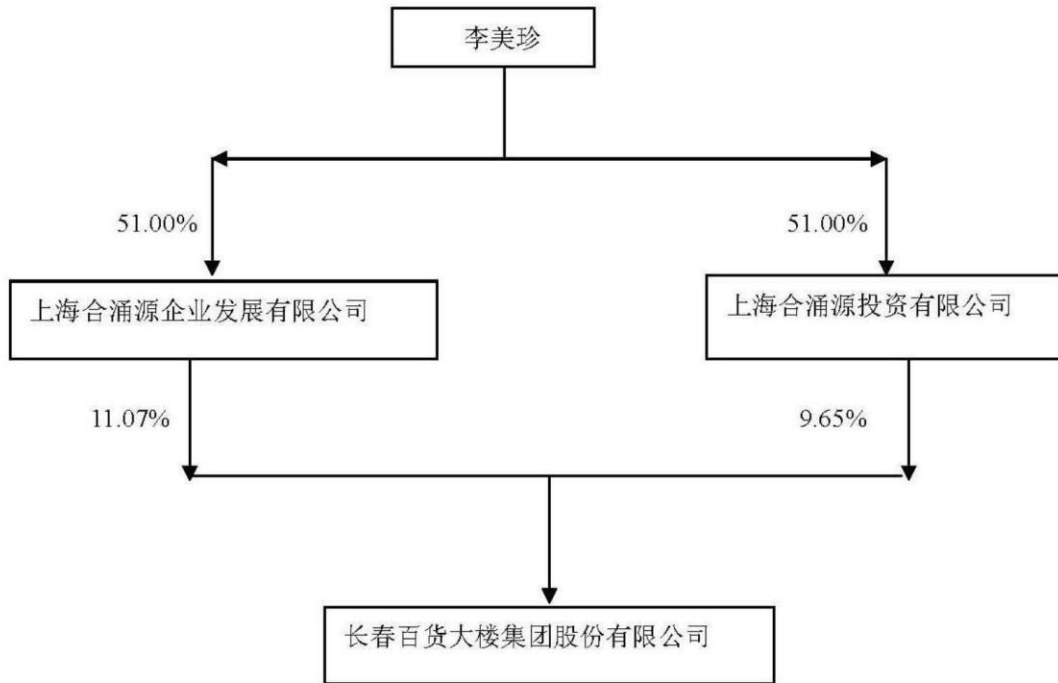 李美珍
51.00%
51.00%
上海合涌源企业发展有限公司
上海合涌源投资有限公司
11.07%
9.65%
长春百货大楼集团股份有限公司